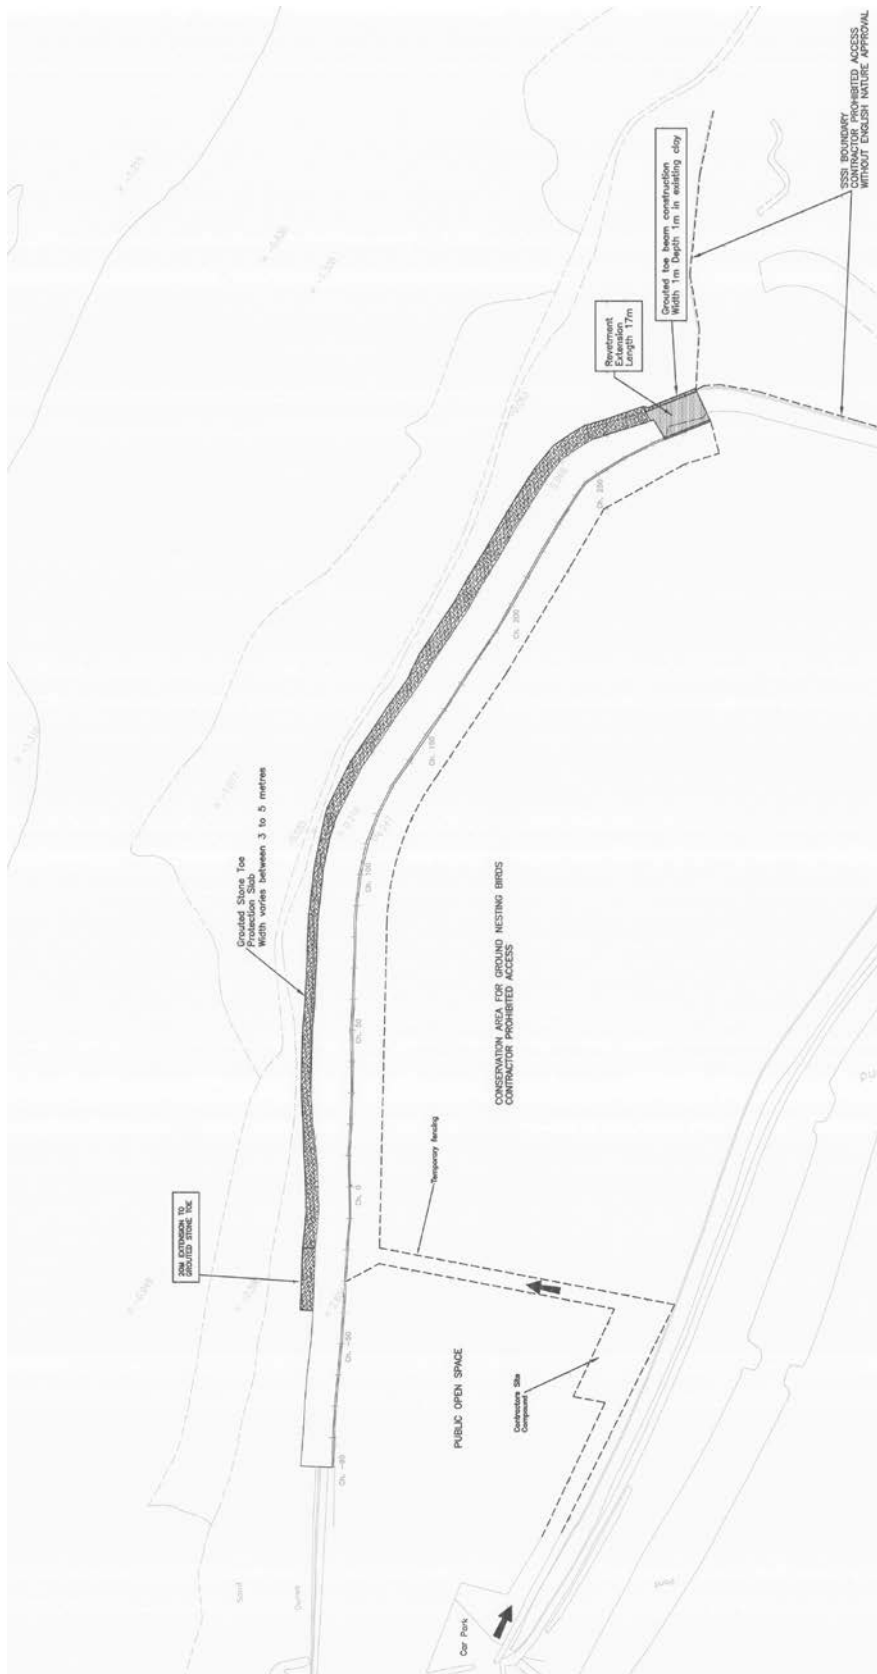 SSSI BOUNDARY
CONTRACTOR PROHIBITED ACCESS
WITHOUT ENGLISH NATURE APPROVAL
Grouted toe beam construction
Width 1m Depth 1m in existing clay
Revetment
Extension
Length 17m
Grouted Stone Toe
Protection Slab
Width varies between 3 to 5 metres
20M EXTENSION TO
GROUTED STONE TOE
CONSERVATION AREA FOR GROUND NESTING BIRDS
CONTRACTOR PROHIBITED ACCESS
Temporary fencing
PUBLIC OPEN SPACE
Contractors Site
Compound
Car Park
Ch. -90
Ch. -50
Ch. 0
Ch. 50
Ch. 100
Ch. 150
Ch. 200
Sand
Dunes
Pond